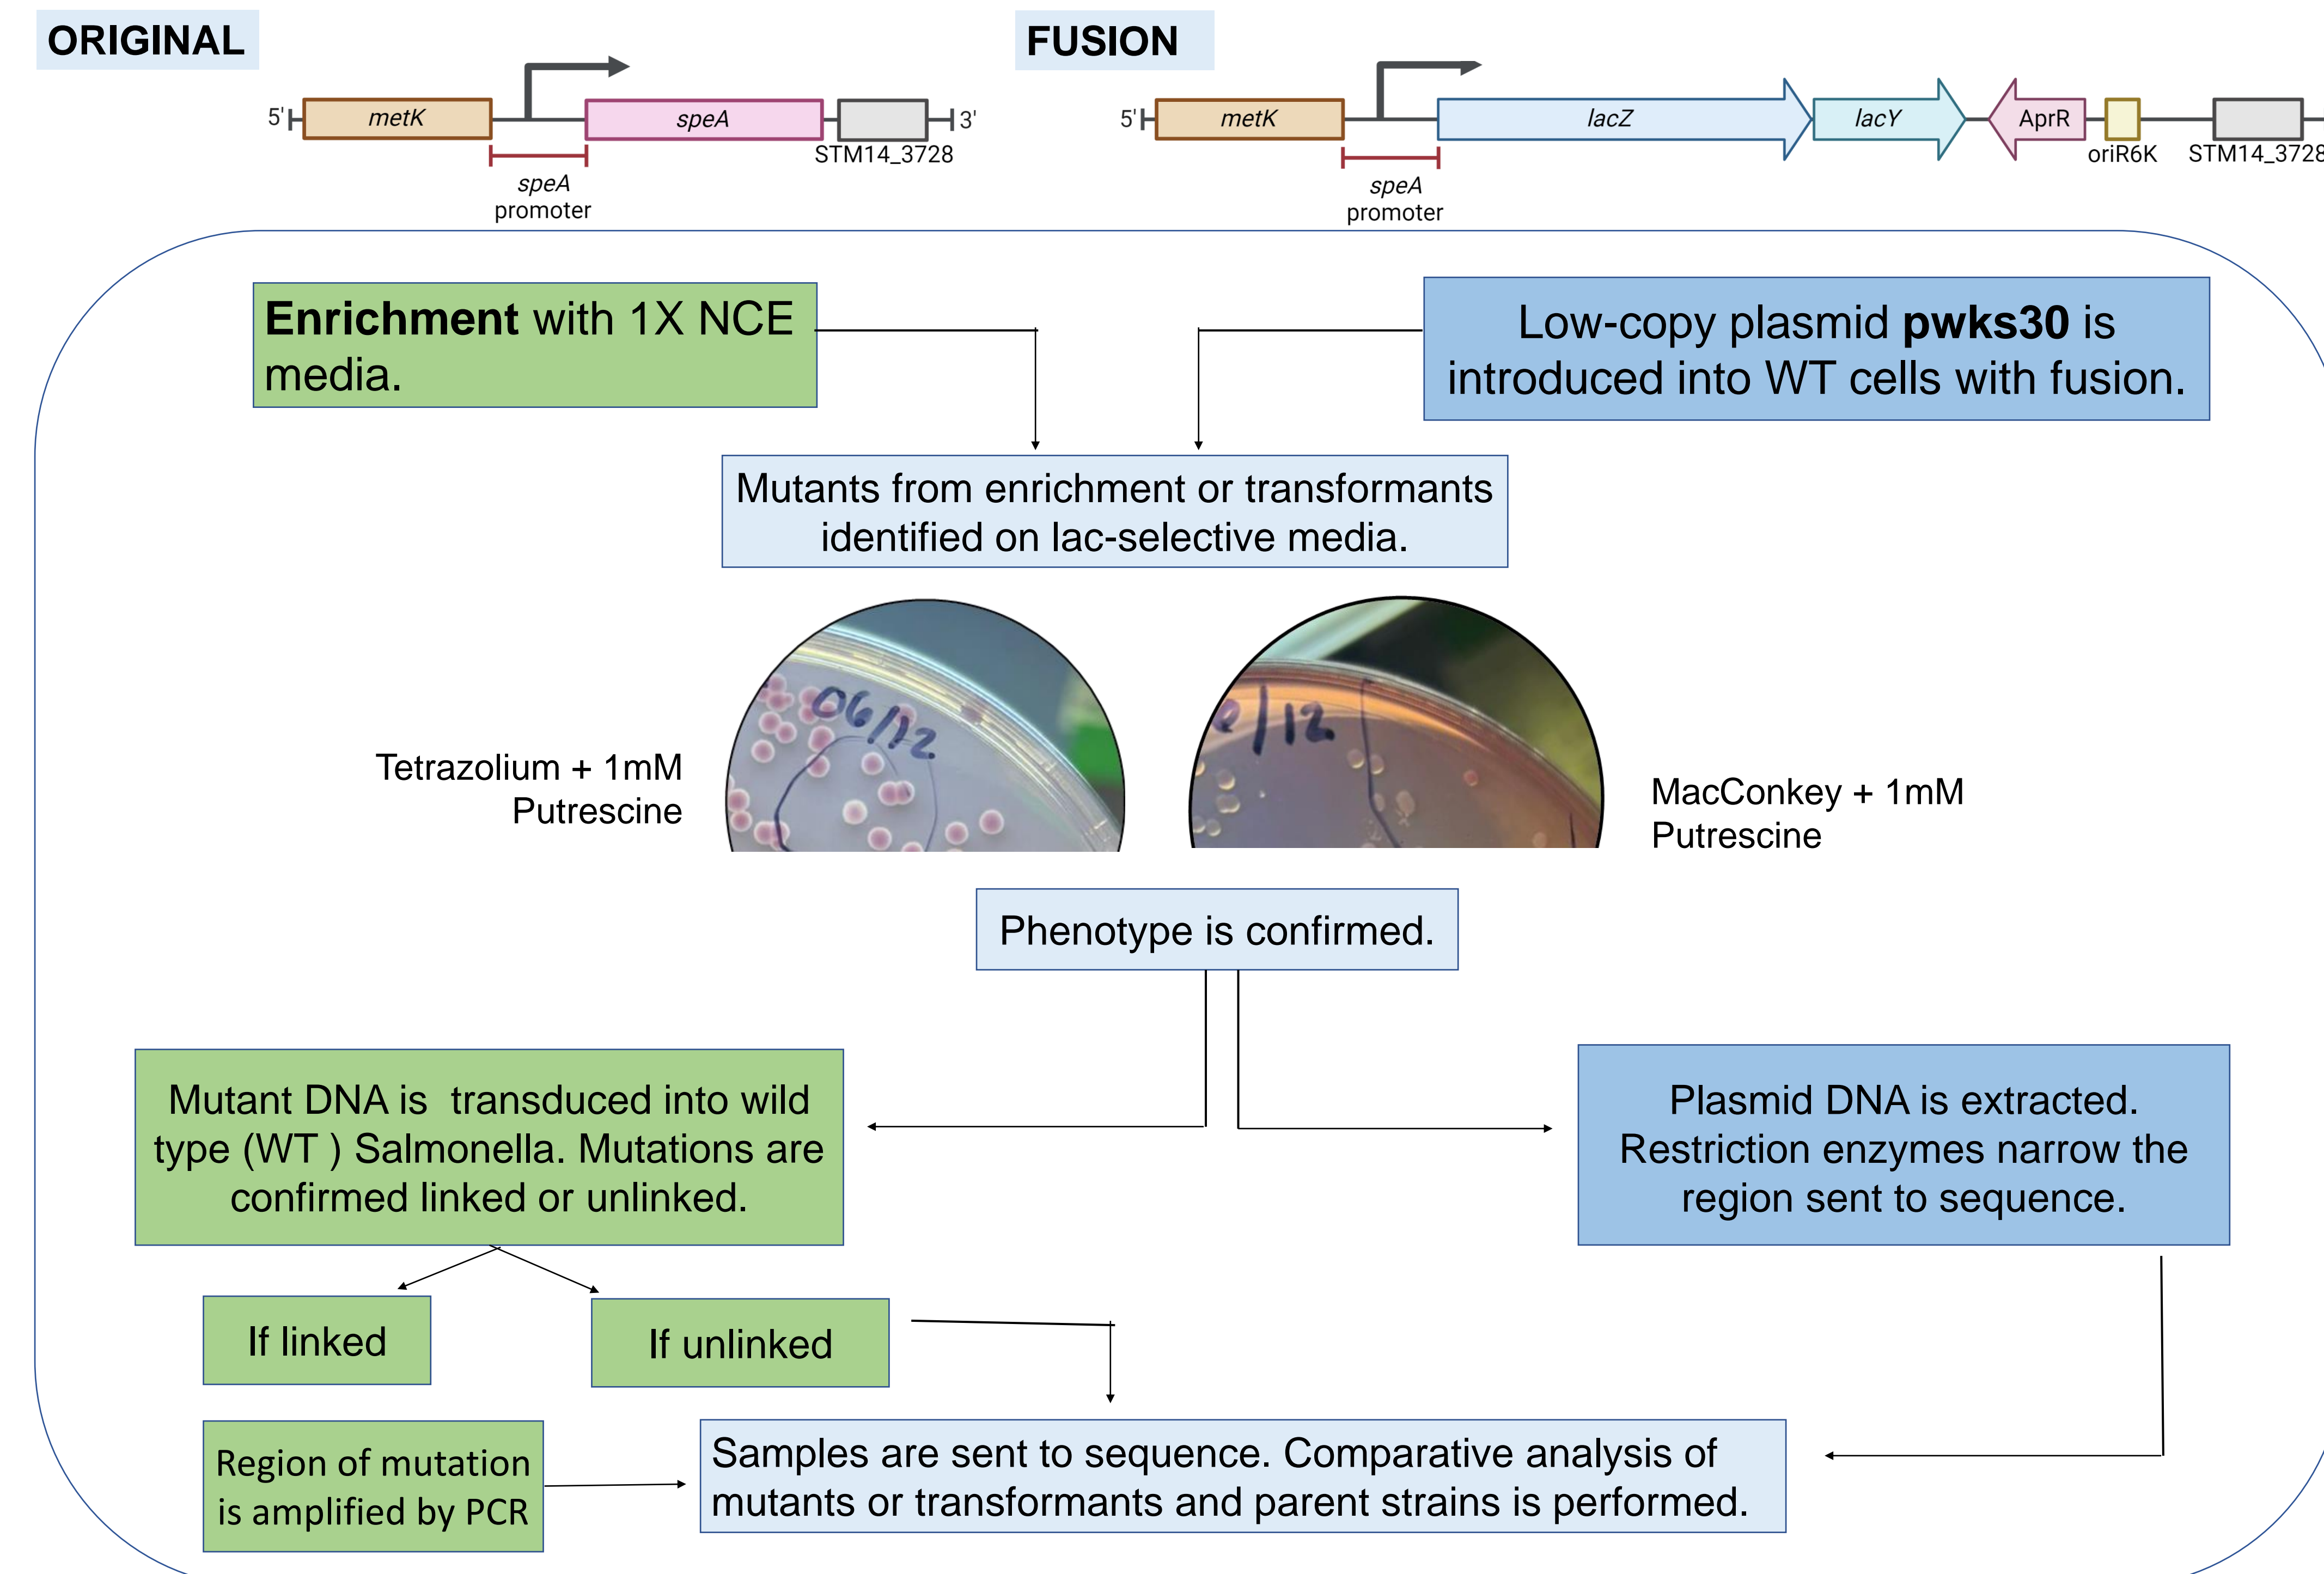 ORIGINAL
FUSION
5'
metK
speA
3'
STM14_3728
speA
promoter
5'
metK
lacZ
lacY
AprR
oriR6K
STM14_3728
speA
promoter
Enrichment with 1X NCE
media.
Low-copy plasmid pwks30 is
introduced into WT cells with fusion.
Mutants from enrichment or transformants
identified on lac-selective media.
06/12
/12
Tetrazolium + 1mM
Putrescine
MacConkey + 1mM
Putrescine
Phenotype is confirmed.
Mutant DNA is  transduced into wild
type (WT ) Salmonella. Mutations are
confirmed linked or unlinked.
Plasmid DNA is extracted.
Restriction enzymes narrow the
region sent to sequence.
If linked
If unlinked
Region of mutation
is amplified by PCR
Samples are sent to sequence. Comparative analysis of
mutants or transformants and parent strains is performed.